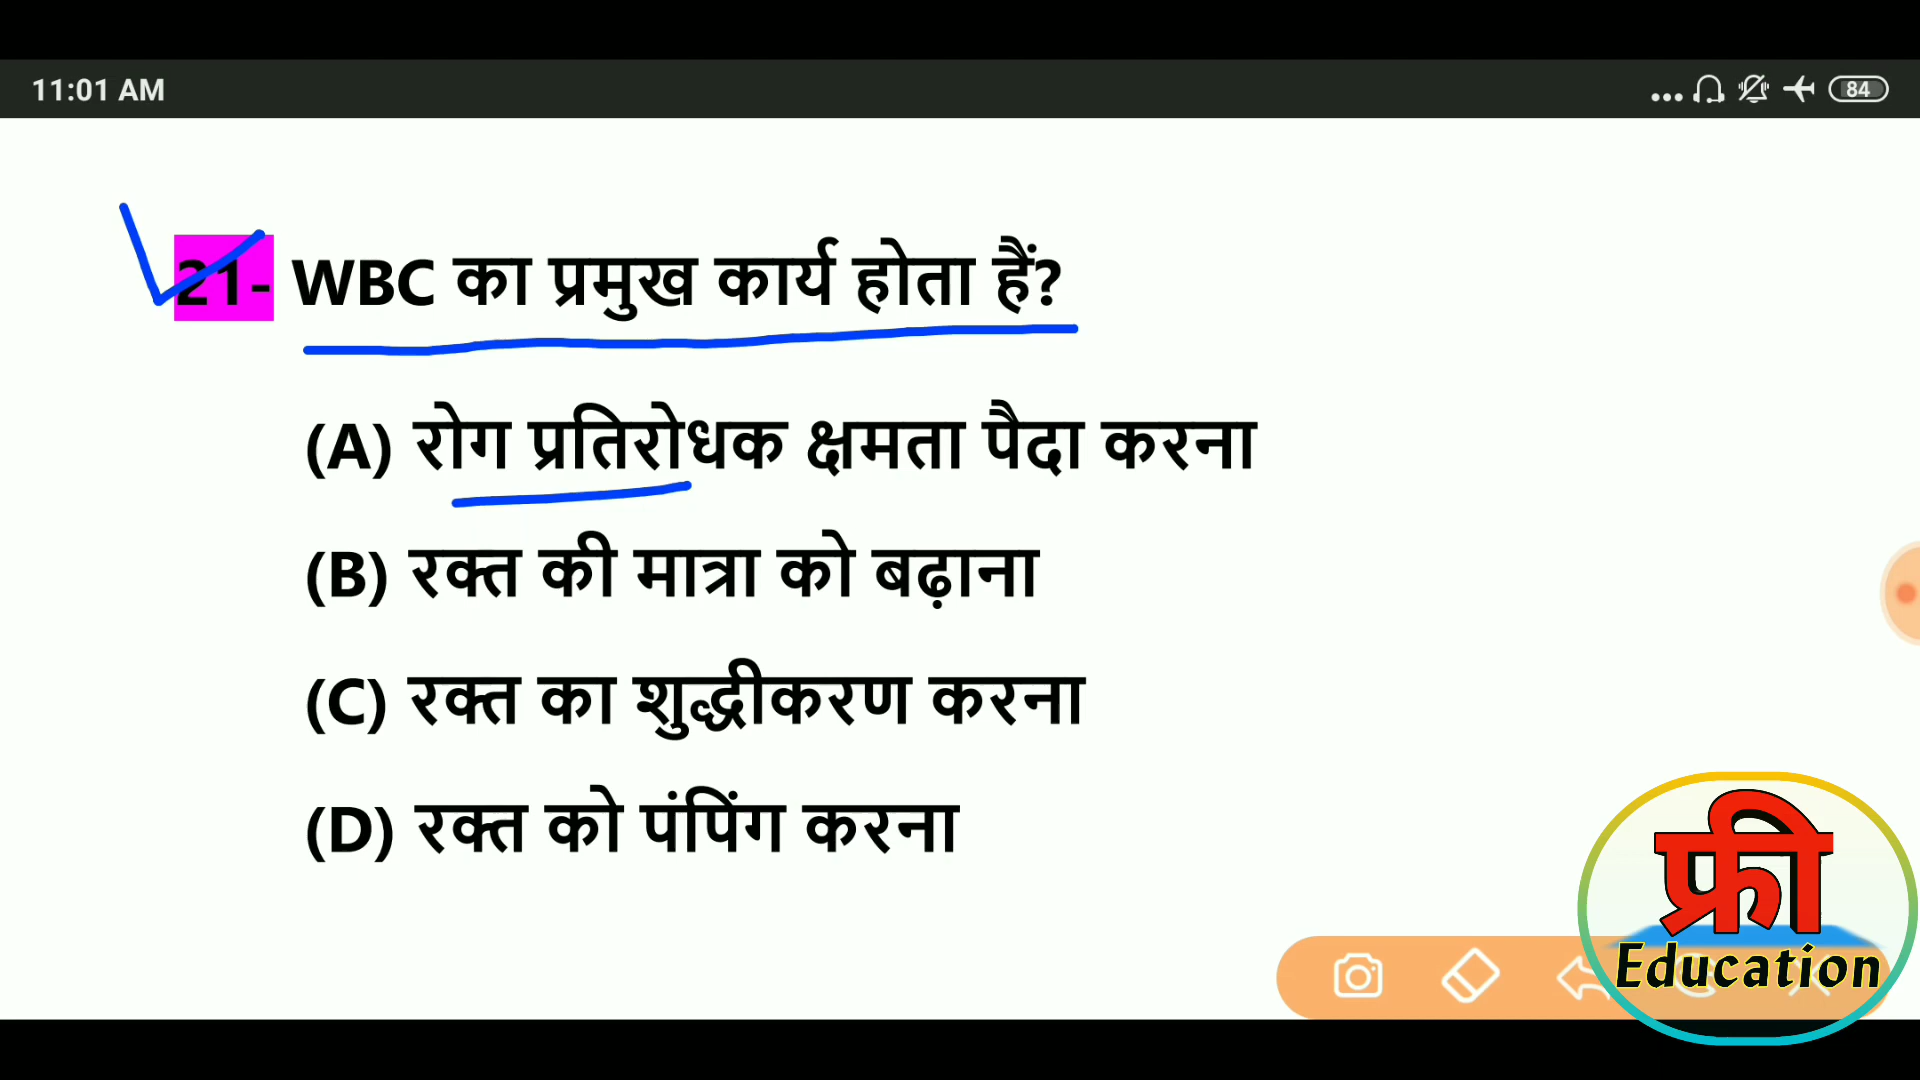 11:01 AM
84
21- WBC का प्रमुख कार्य होता हैं?
(A) रोग प्रतिरोधक क्षमता पैदा करना
(B) रक्त की मात्रा को बढ़ाना
(C) रक्त का शुद्धीकरण करना
(D) रक्त को पंपिंग करना
फ्री
Education